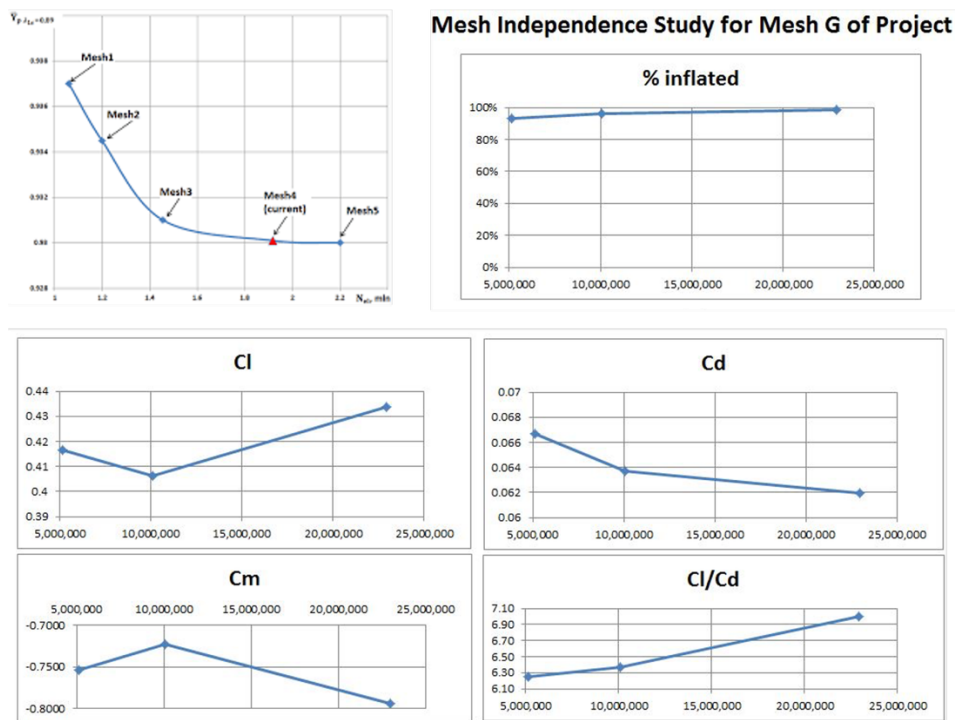 Mesh Independence Study for Mesh G of Project
0.938
0.936
0.934
0.932
0.93
0.928
Mesh1
Mesh2
Mesh3
Mesh4
(current)
Mesh5
1 1.2 1.4 1.6 1.8 2 2.2 mln
% inflated
100%
80%
60%
40%
20%
0%
5,000,000 10,000,000 15,000,000 20,000,000 25,000,000
Cl
0.44
0.43
0.42
0.41
0.4
0.39
5,000,000 10,000,000 15,000,000 20,000,000 25,000,000
Cd
0.07
0.068
0.066
0.064
0.062
0.06
5,000,000 10,000,000 15,000,000 20,000,000 25,000,000
Cm
5,000,000 10,000,000 15,000,000 20,000,000 25,000,000
-0.7000
-0.7500
-0.8000
Cl/Cd
7.10
6.90
6.70
6.50
6.30
6.10
5,000,000 10,000,000 15,000,000 20,000,000 25,000,000